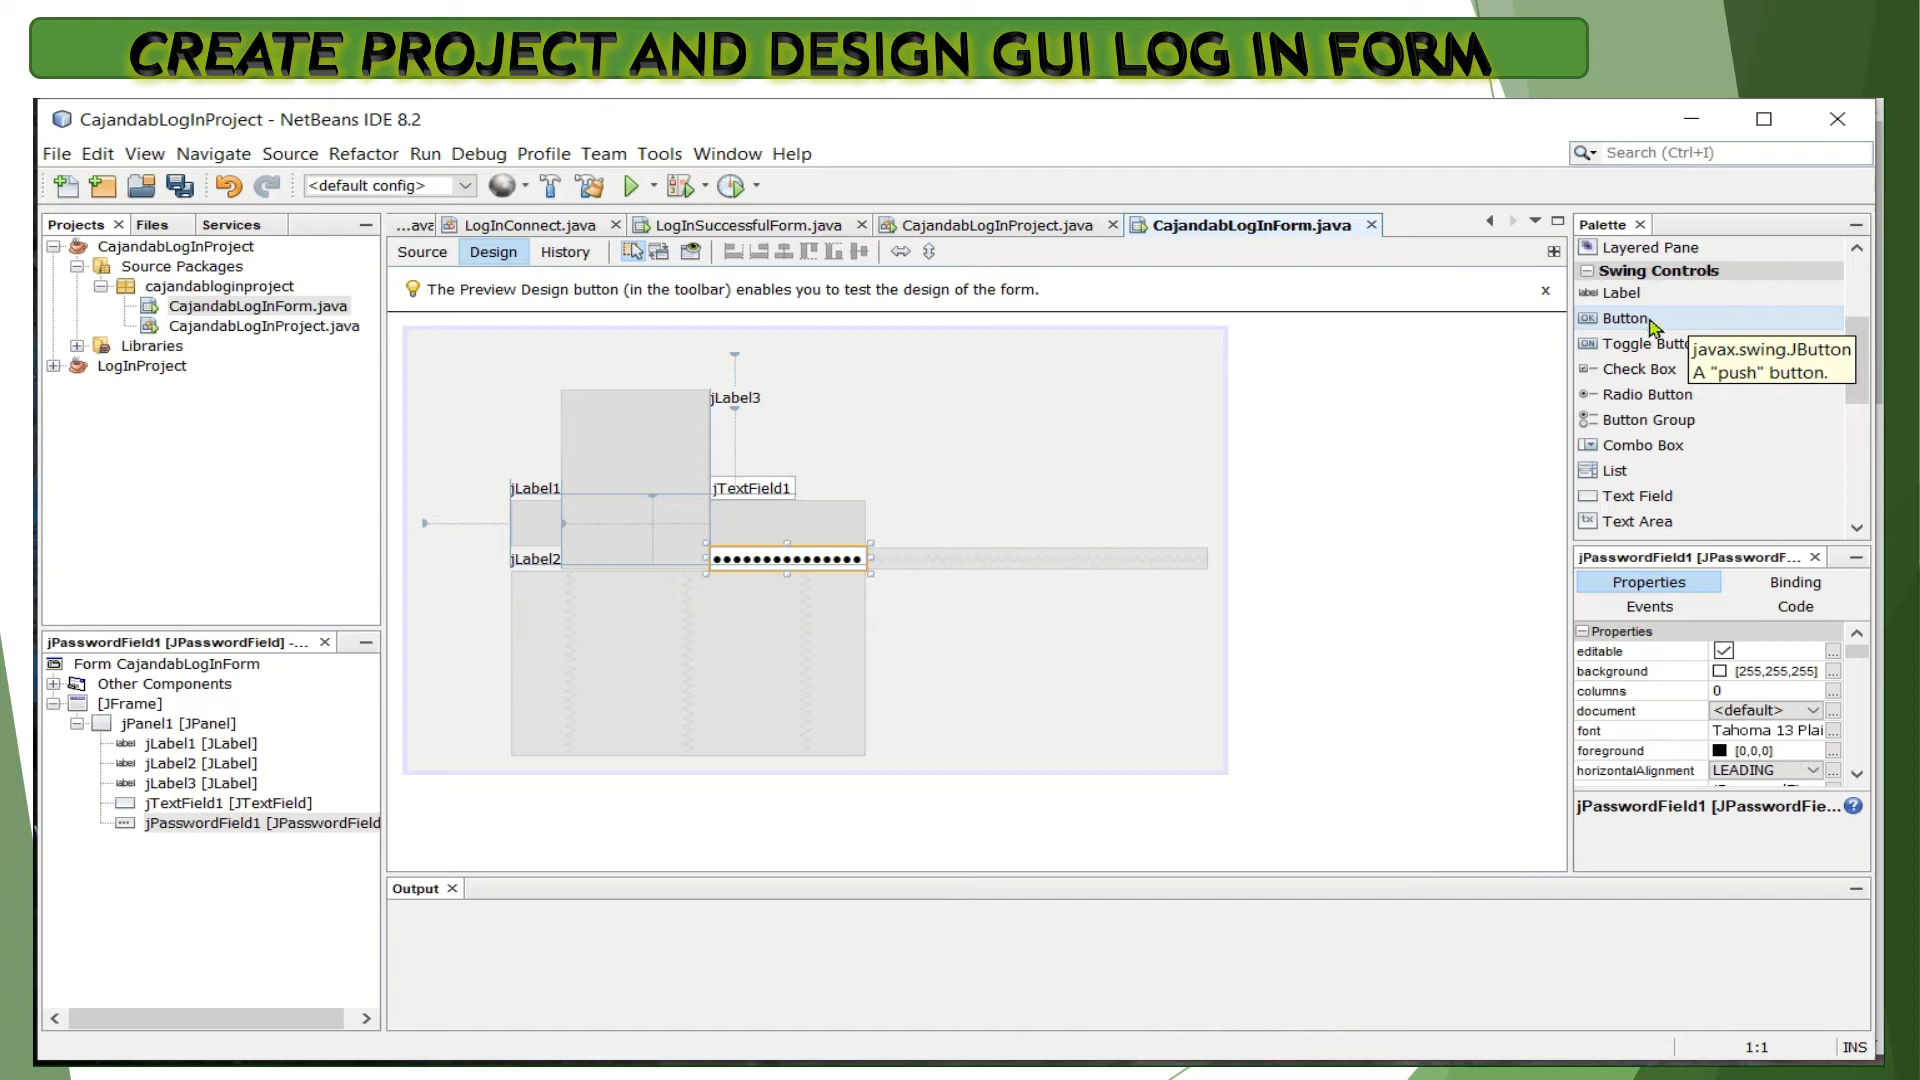 CREATE PROJECT AND DESIGN GUI LOG IN FORM
CajandabLogInProject - NetBeans IDE 8.2
File Edit View Navigate Source Refactor Run Debug Profile Team Tools Window Help
Search (Ctrl+I)
<default config>
Projects Files Services
CajandabLogInProject
Source Packages
cajandabloginproject
CajandabLogInForm.java
CajandabLogInProject.java
Libraries
LogInProject
jPasswordField1 [JPasswordField] -...
Form CajandabLogInForm
Other Components
[JFrame]
jPanel1 [JPanel]
jLabel1 [JLabel]
jLabel2 [JLabel]
jLabel3 [JLabel]
jTextField1 [JTextField]
jPasswordField1 [JPasswordField
...ava LogInConnect.java LogInSuccessfulForm.java CajandabLogInProject.java CajandabLogInForm.java
Source Design History
The Preview Design button (in the toolbar) enables you to test the design of the form.
jLabel3
jLabel1 jTextField1
jLabel2
Output
Palette
Layered Pane
Swing Controls
label Label
OK Button
ON Toggle Butto
javax.swing.JButton
A "push" button.
Check Box
Radio Button
Button Group
Combo Box
List
Text Field
Text Area
jPasswordField1 [JPasswordF...
Properties Binding
Events Code
Properties
editable
background [255,255,255] ...
columns 0 ...
document <default> ...
font Tahoma 13 Plai ...
foreground [0,0,0] ...
horizontalAlignment LEADING ...
jPasswordField1 [JPasswordFie...
1:1 INS